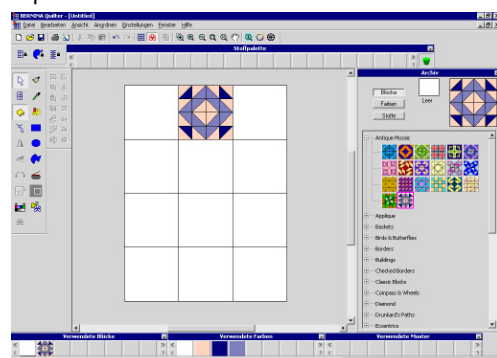 BERNINA Quilter - [Untitled]
Datei Bearbeiten Ansicht Anordnen Einstellungen Fenster Hilfe
Stoffpalette
Archiv
Blöcke
Farben
Stoffe
Leer
Antique Mosaic
Applique
Baskets
Birds & Butterflies
Borders
Buildings
Checked Borders
Classic Blocks
Compass & Wheels
Diamond
Drunkard's Paths
Eccentrics
Verwendete Blöcke
Verwendete Farben
Verwendete Muster